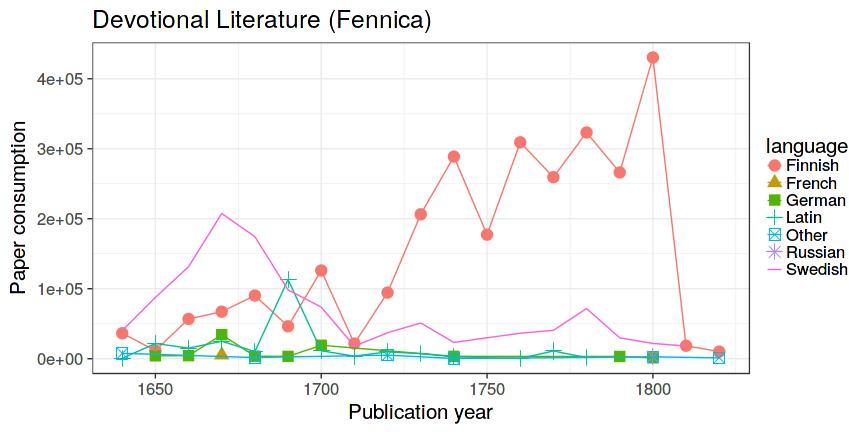 Devotional Literature (Fennica)
Paper consumption
4e+05
3e+05
2e+05
1e+05
0e+00
1650 1700 1750 1800
Publication year
language
Finnish
French
German
Latin
Other
Russian
Swedish